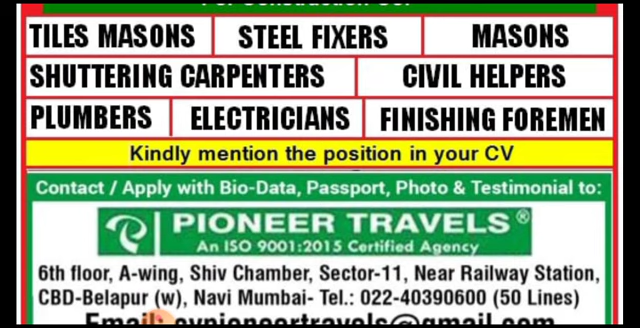 TILES MASONS STEEL FIXERS MASONS
SHUTTERING CARPENTERS CIVIL HELPERS
PLUMBERS ELECTRICIANS FINISHING FOREMEN
Kindly mention the position in your CV
Contact / Apply with Bio-Data, Passport, Photo & Testimonial to:
PIONEER TRAVELS®
An ISO 9001:2015 Certified Agency
6th floor, A-wing, Shiv Chamber, Sector-11, Near Railway Station,
CBD-Belapur (w), Navi Mumbai- Tel.: 022-40390600 (50 Lines)